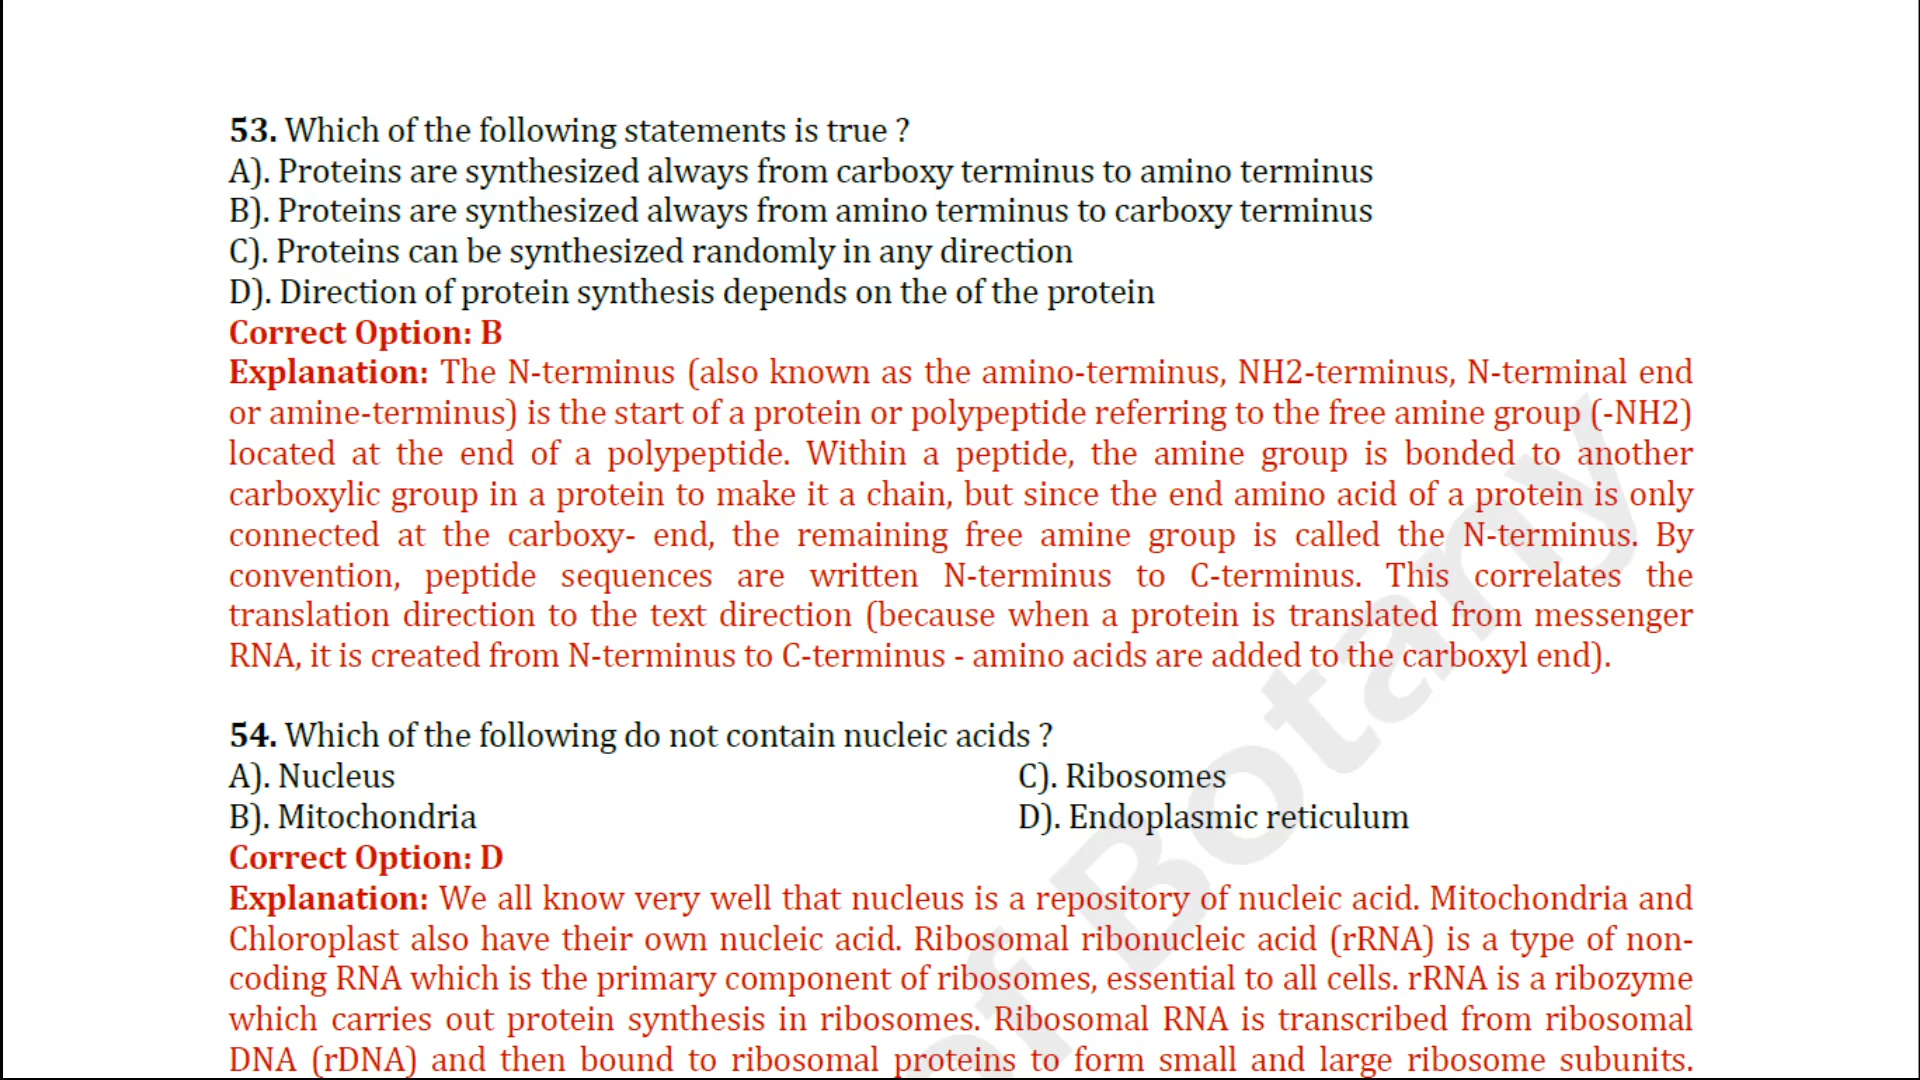 53. Which of the following statements is true ?
A). Proteins are synthesized always from carboxy terminus to amino terminus
B). Proteins are synthesized always from amino terminus to carboxy terminus
C). Proteins can be synthesized randomly in any direction
D). Direction of protein synthesis depends on the of the protein
Correct Option: B
Explanation: The N-terminus (also known as the amino-terminus, NH2-terminus, N-terminal end
or amine-terminus) is the start of a protein or polypeptide referring to the free amine group (-NH2)
located at the end of a polypeptide. Within a peptide, the amine group is bonded to another
carboxylic group in a protein to make it a chain, but since the end amino acid of a protein is only
connected at the carboxy- end, the remaining free amine group is called the N-terminus. By
convention, peptide sequences are written N-terminus to C-terminus. This correlates the
translation direction to the text direction (because when a protein is translated from messenger
RNA, it is created from N-terminus to C-terminus - amino acids are added to the carboxyl end).
54. Which of the following do not contain nucleic acids ?
A). Nucleus C). Ribosomes
B). Mitochondria D). Endoplasmic reticulum
Correct Option: D
Explanation: We all know very well that nucleus is a repository of nucleic acid. Mitochondria and
Chloroplast also have their own nucleic acid. Ribosomal ribonucleic acid (rRNA) is a type of non-
coding RNA which is the primary component of ribosomes, essential to all cells. rRNA is a ribozyme
which carries out protein synthesis in ribosomes. Ribosomal RNA is transcribed from ribosomal
DNA (rDNA) and then bound to ribosomal proteins to form small and large ribosome subunits.
of Botany